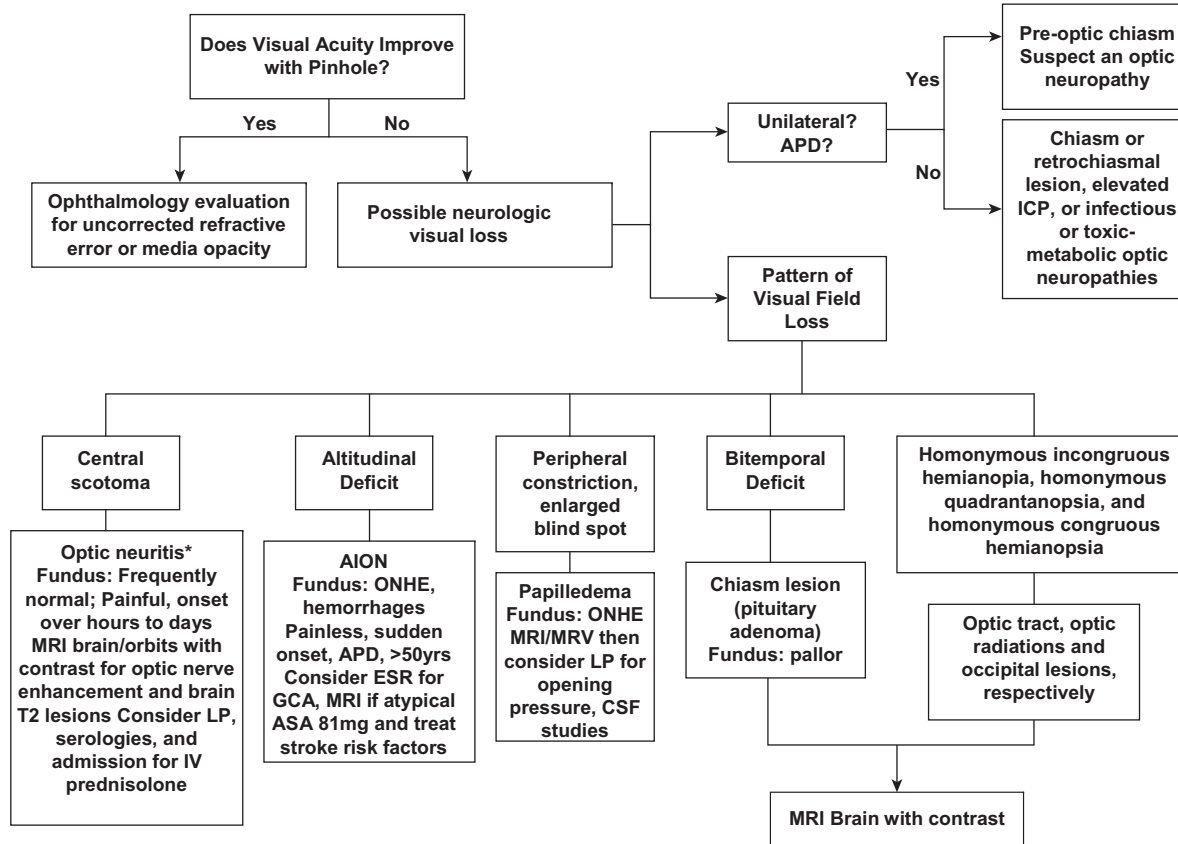 Does Visual Acuity Improve
with Pinhole?
Yes
No
Ophthalmology evaluation
for uncorrected refractive
error or media opacity
Possible neurologic
visual loss
Unilateral?
APD?
Yes
No
Pre-optic chiasm
Suspect an optic
neuropathy
Chiasm or
retrochiasmal
lesion, elevated
ICP, or infectious
or toxic-
metabolic optic
neuropathies
Pattern of
Visual Field
Loss
Central
scotoma
Optic neuritis*
Fundus: Frequently
normal; Painful, onset
over hours to days
MRI brain/orbits with
contrast for optic nerve
enhancement and brain
T2 lesions Consider LP,
serologies, and
admission for IV
prednisolone
Altitudinal
Deficit
AION
Fundus: ONHE,
hemorrhages
Painless, sudden
onset, APD, >50yrs
Consider ESR for
GCA, MRI if atypical
ASA 81mg and treat
stroke risk factors
Peripheral
constriction,
enlarged
blind spot
Papilledema
Fundus: ONHE
MRI/MRV then
consider LP for
opening
pressure, CSF
studies
Bitemporal
Deficit
Chiasm lesion
(pituitary
adenoma)
Fundus: pallor
Homonymous incongruous
hemianopia, homonymous
quadrantanopsia, and
homonymous congruous
hemianopsia
Optic tract, optic
radiations and
occipital lesions,
respectively
MRI Brain with contrast